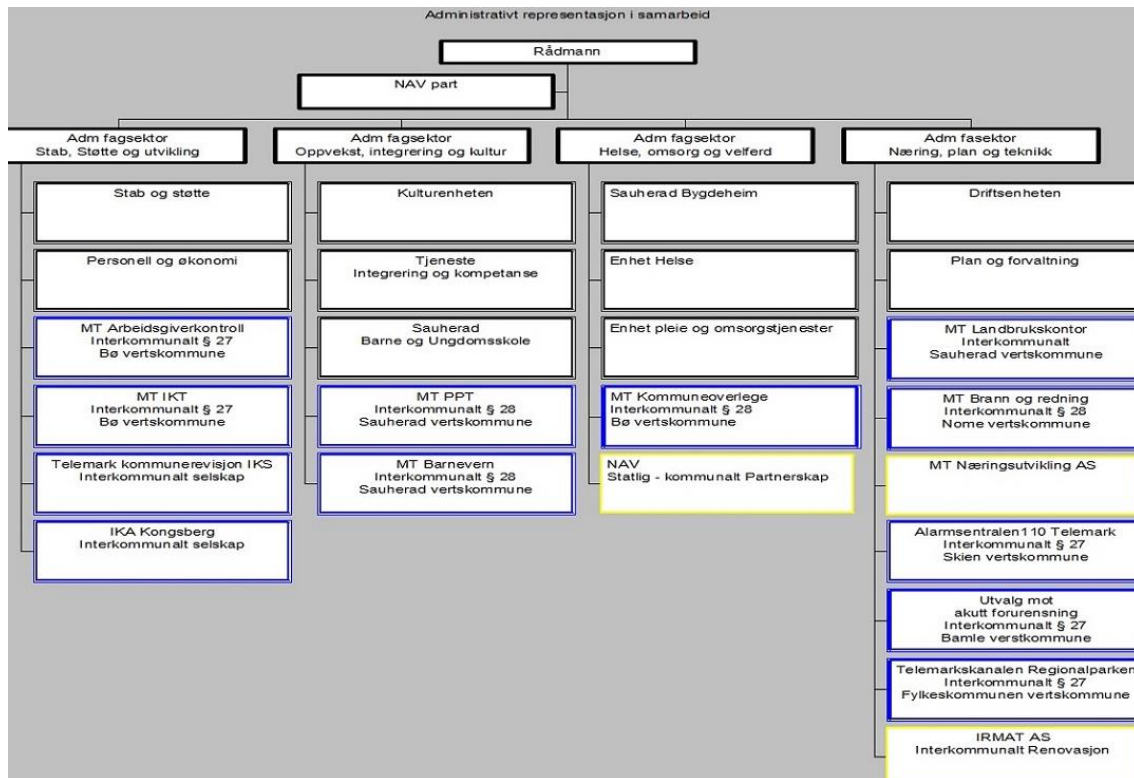 Administrativt representasjon i samarbeid
Rådmann
NAV part
Adm fagsektor
Stab, Støtte og utvikling
Adm fagsektor
Oppvekst, integrering og kultur
Adm fagsektor
Helse, omsorg og velferd
Adm fasektor
Næring, plan og teknikk
Stab og støtte
Personell og økonomi
MT Arbeidsgiverkontroll
Interkommunalt § 27
Bø vertskommune
MT IKT
Interkommunalt § 27
Bø vertskommune
Telemark kommunerevisjon IKS
Interkommunalt selskap
IKA Kongsberg
Interkommunalt selskap
Kulturenheten
Tjeneste
Integrering og kompetanse
Sauherad
Barne og Ungdomsskole
MT PPT
Interkommunalt § 28
Sauherad vertskommune
MT Barnevern
Interkommunalt § 28
Sauherad vertskommune
Sauherad Bygdeheim
Enhet Helse
Enhet pleie og omsorgstjenester
MT Kommuneoverlege
Interkommunalt § 28
Bø vertskommune
NAV
Statlig - kommunalt Partnerskap
Driftsenheten
Plan og forvaltning
MT Landbrukskontor
Interkommunalt
Sauherad vertskommune
MT Brann og redning
Interkommunalt § 28
Nome vertskommune
MT Næringsutvikling AS
Alarmsentralen110 Telemark
Interkommunalt § 27
Skien vertskommune
Utvalg mot
akutt forurensning
Interkommunalt § 27
Bamle verstkommune
Telemarkskanalen Regionalparken
Interkommunalt § 27
Fylkeskommunen vertskommune
IRMAT AS
Interkommunalt Renovasjon